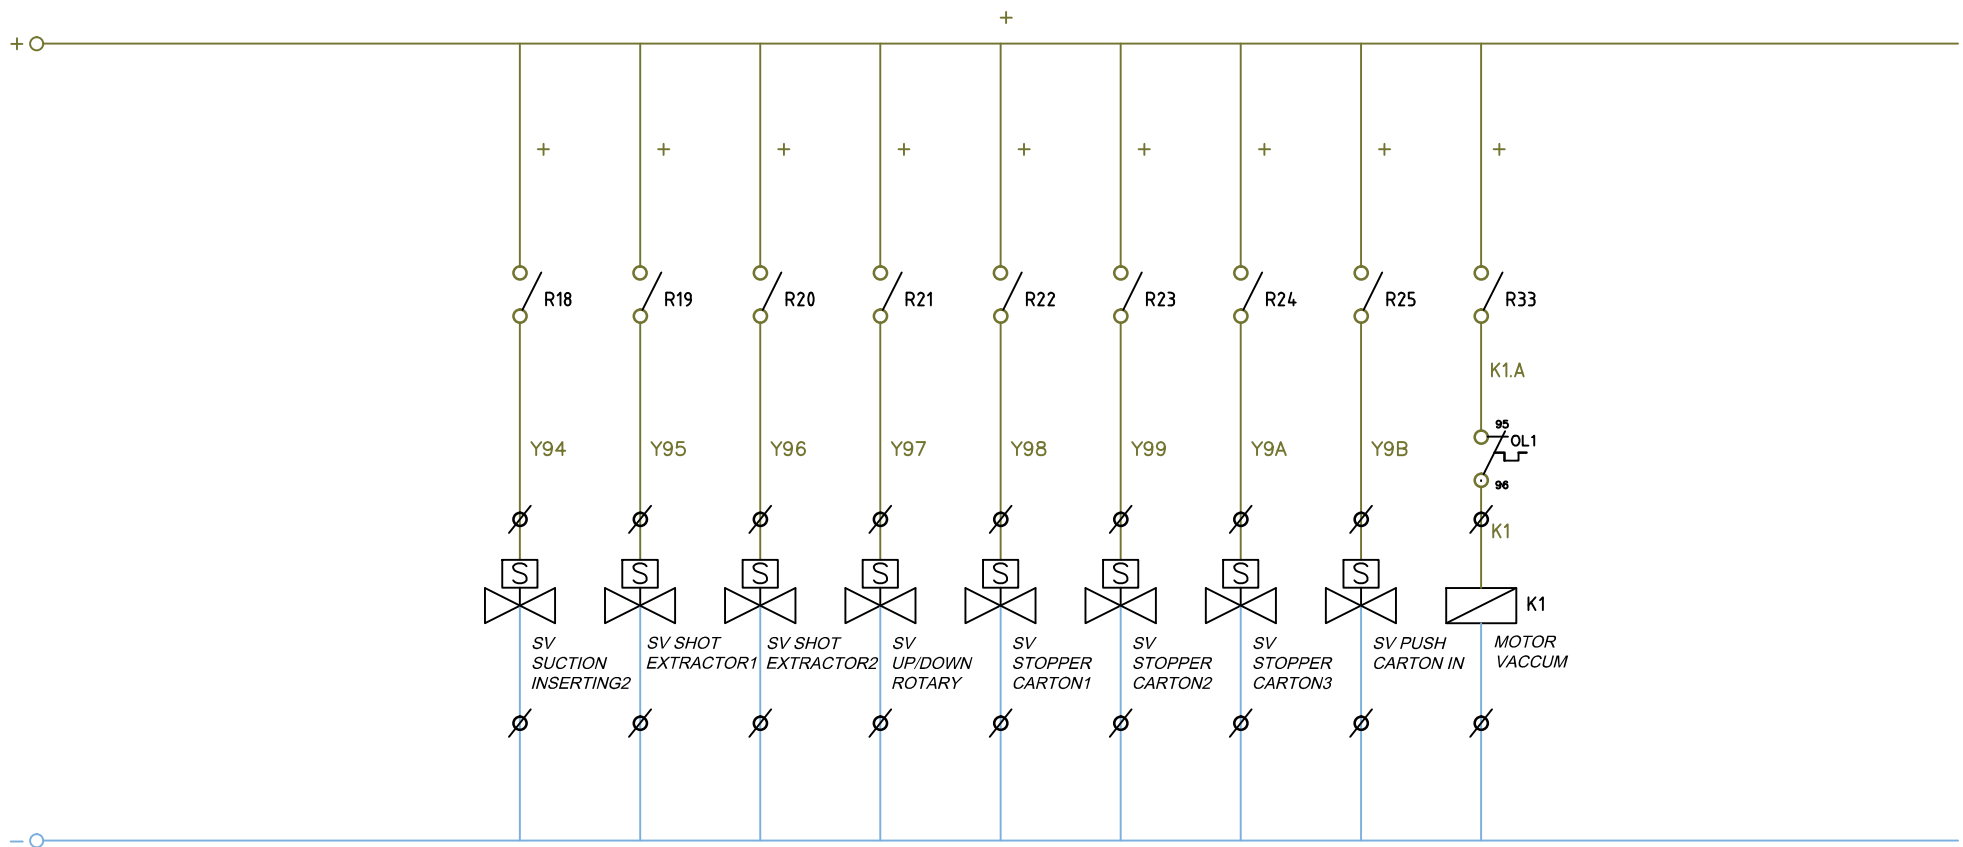 +
+
+ + + + + + + + +
R18 R19 R20 R21 R22 R23 R24 R25 R33
K1.A
95
OL1
Y94 Y95 Y96 Y97 Y98 Y99 Y9A Y9B
96
K1
S S S S S S S S
K1
SV
SUCTION
INSERTING2
SV SHOT
EXTRACTOR1
SV SHOT
EXTRACTOR2
SV
UP/DOWN
ROTARY
SV
STOPPER
CARTON1
SV
STOPPER
CARTON2
SV
STOPPER
CARTON3
SV PUSH
CARTON IN
MOTOR
VACCUM
−